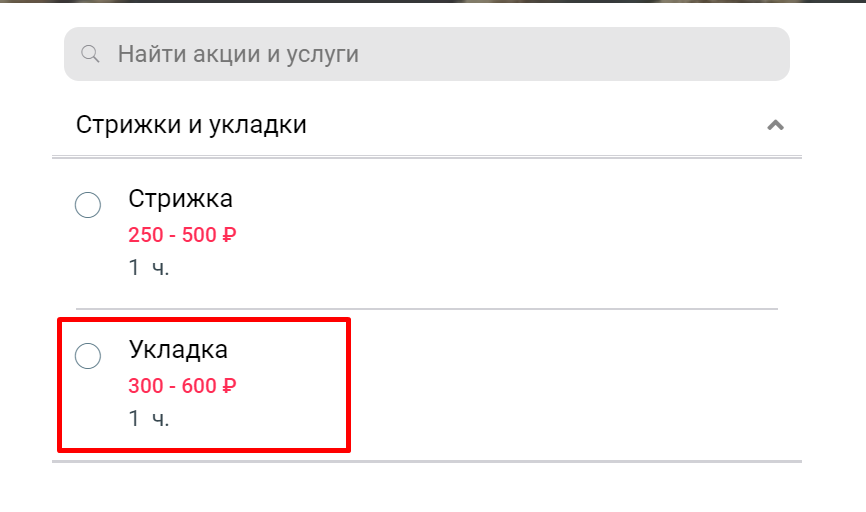 Найти акции и услуги
Стрижки и укладки
Стрижка
250 - 500 ₽
1 ч.
Укладка
300 - 600 ₽
1 ч.